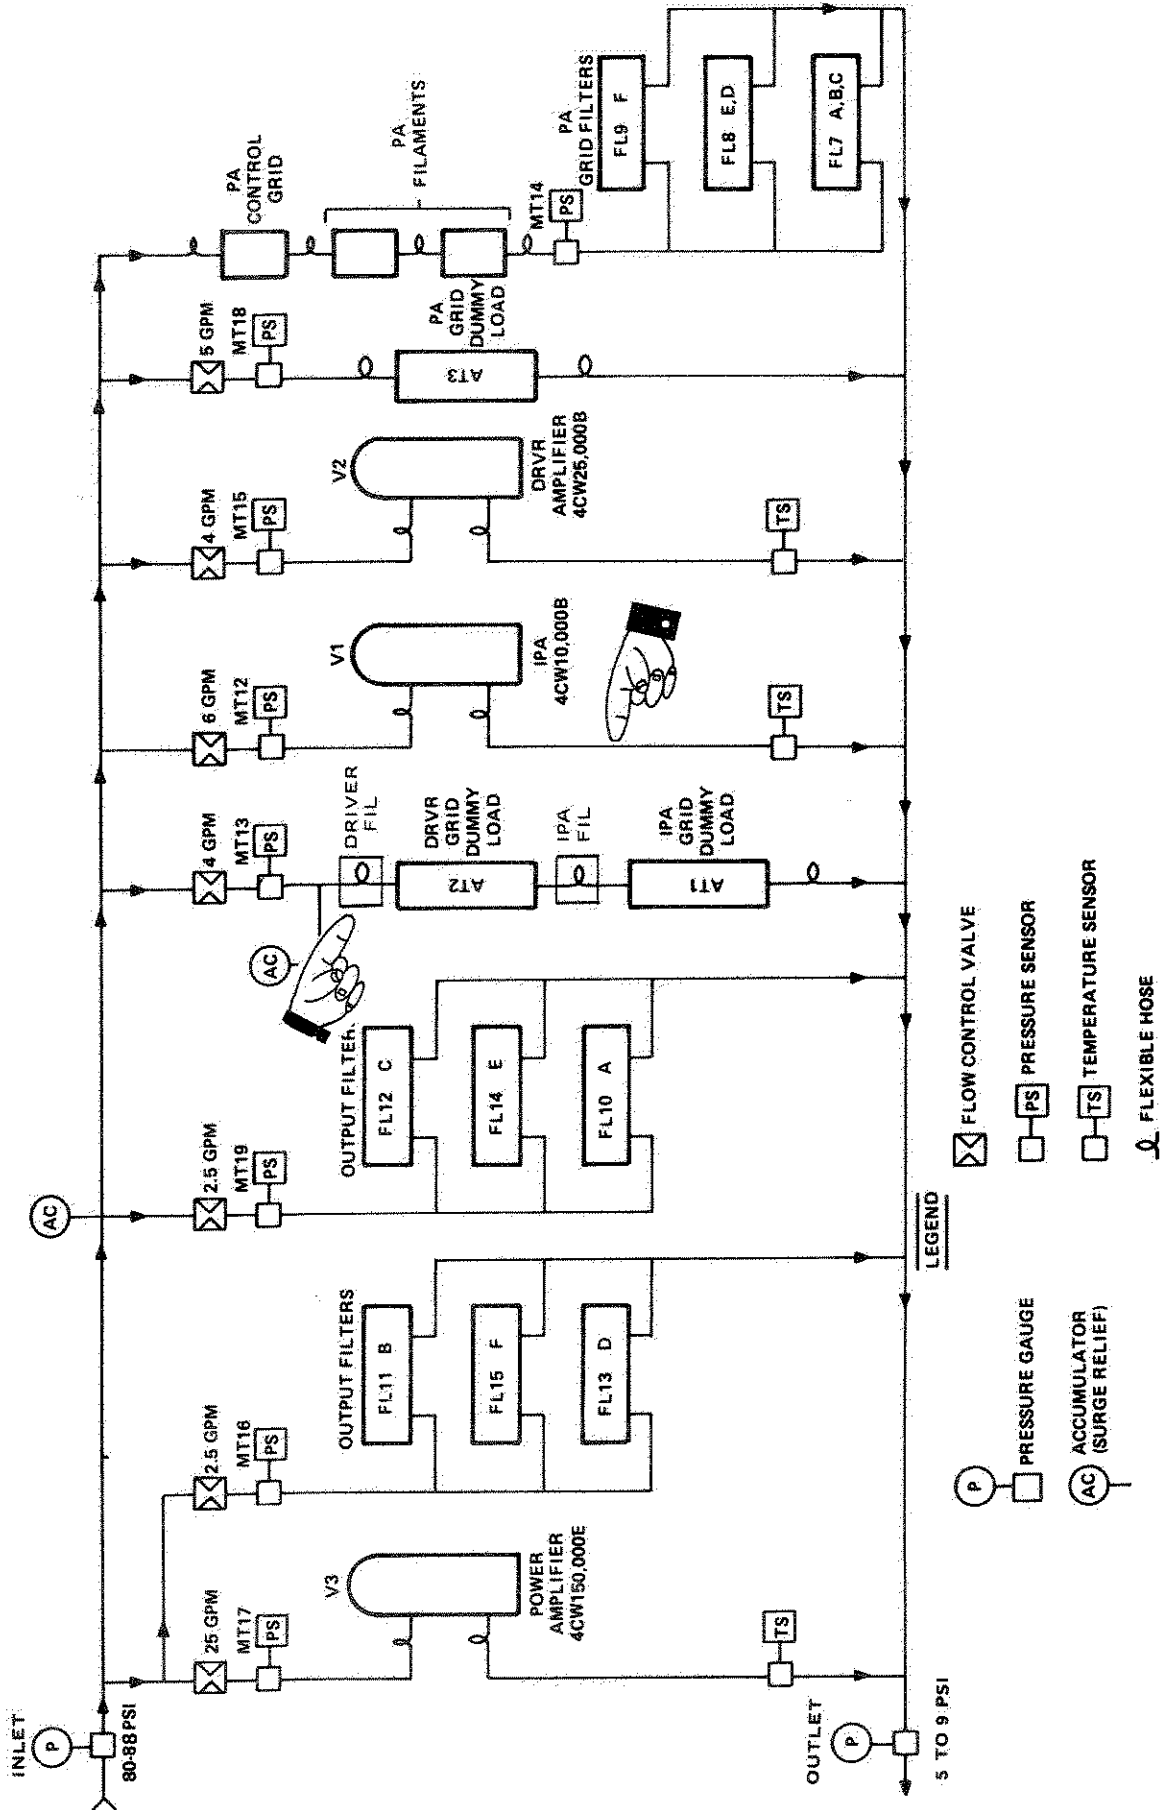 INLET
P
80-88 PSI
25 GPM
MT17
PS
V3
POWER
AMPLIFIER
4CW150,000E
TS
OUTLET
P
5 TO 9 PSI
2.5 GPM
MT16
PS
OUTPUT FILTERS
FL11 B
FL15 F
FL13 D
AC
2.5 GPM
MT19
PS
OUTPUT FILTER
FL12 C
FL14 E
FL10 A
AC
4 GPM
MT13
PS
DRIVER
FIL
AT2
DRVR
GRID
DUMMY
LOAD
IPA
FIL
AT1
IPA
GRID
DUMMY
LOAD
6 GPM
MT12
PS
V1
IPA
4CW10,000B
TS
4 GPM
MT15
PS
V2
DRVR
AMPLIFIER
4CW25,000B
TS
5 GPM
MT18
PS
AT3
PA
GRID
DUMMY
LOAD
PA
CONTROL
GRID
PA
FILAMENTS
MT14
PS
PA
GRID FILTERS
FL9 F
FL8 E,D
FL7 A,B,C
LEGEND
P PRESSURE GAUGE
AC ACCUMULATOR
(SURGE RELIEF)
FLOW CONTROL VALVE
PS PRESSURE SENSOR
TS TEMPERATURE SENSOR
FLEXIBLE HOSE